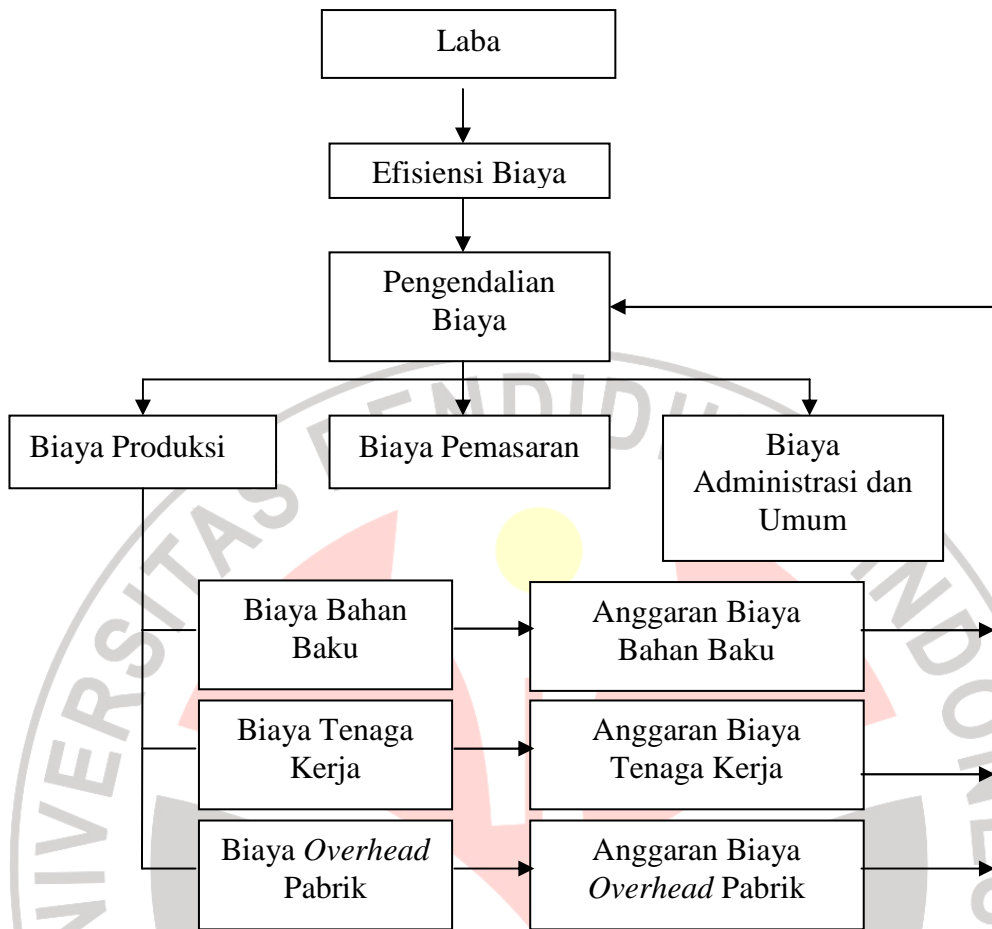 Laba
Efisiensi Biaya
Pengendalian
Biaya
Biaya Produksi
Biaya Pemasaran
Biaya
Administrasi dan
Umum
Biaya Bahan
Baku
Anggaran Biaya
Bahan Baku
Biaya Tenaga
Kerja
Anggaran Biaya
Tenaga Kerja
Biaya Overhead
Pabrik
Anggaran Biaya
Overhead Pabrik